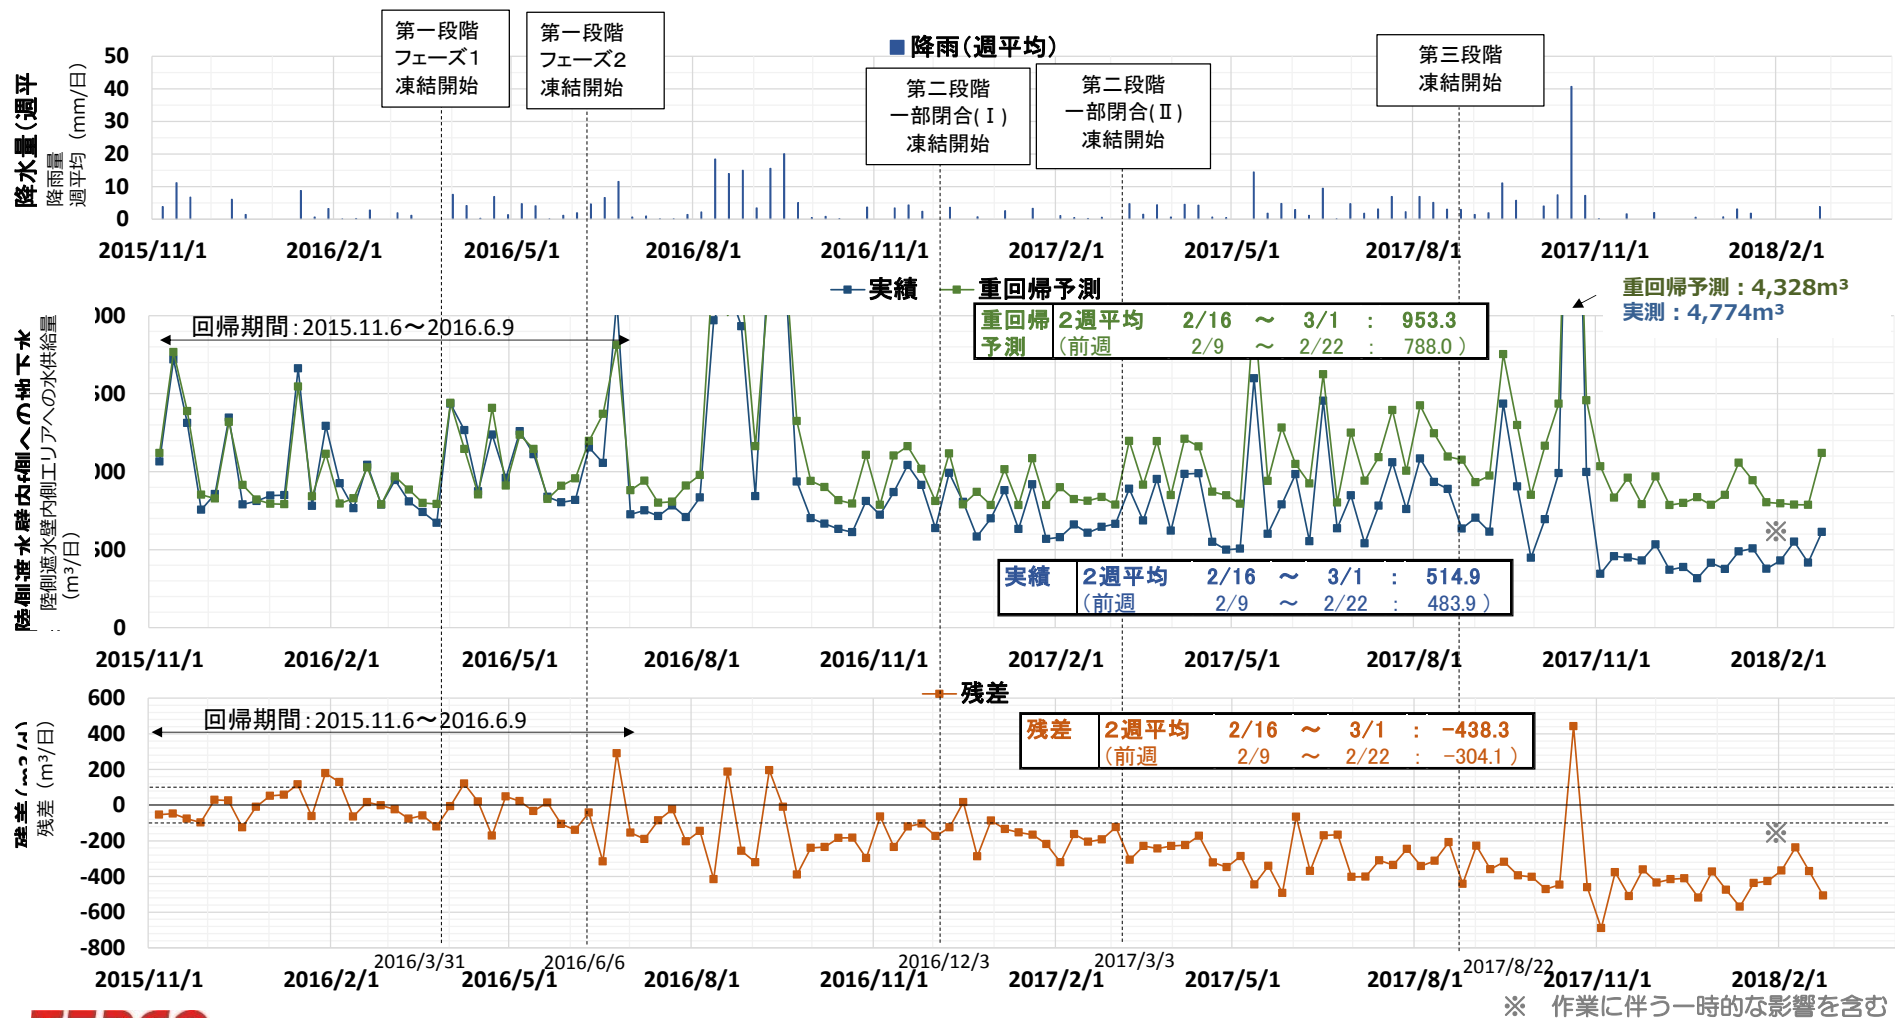 第一段階
フェーズ1
凍結開始
第一段階
フェーズ2
凍結開始
降雨(週平均)
第二段階
一部閉合(Ⅰ)
凍結開始
第二段階
一部閉合(Ⅱ)
凍結開始
第三段階
凍結開始
降水量(週平
降雨量
週平均 (mm/日)
50
40
30
20
10
0
2015/11/1 2016/2/1 2016/5/1 2016/8/1 2016/11/1 2017/2/1 2017/5/1 2017/8/1 2017/11/1 2018/2/1
実績 重回帰予測
重回帰予測:4,328m³
実測:4,774m³
回帰期間:2015.11.6~2016.6.9
重回帰 2週平均 2/16 ~ 3/1 : 953.3
予測 (前週 2/9 ~ 2/22 : 788.0 )
陸側遮水壁内側エリアへの水供給量
(m³/日)
000
500
000
500
0
※
実績 2週平均 2/16 ~ 3/1 : 514.9
(前週 2/9 ~ 2/22 : 483.9 )
2015/11/1 2016/2/1 2016/5/1 2016/8/1 2016/11/1 2017/2/1 2017/5/1 2017/8/1 2017/11/1 2018/2/1
残差
回帰期間:2015.11.6~2016.6.9
残差 2週平均 2/16 ~ 3/1 : -438.3
(前週 2/9 ~ 2/22 : -304.1 )
残差 (m³/日)
600
400
200
0
-200
-400
-600
-800
※
2016/3/31 2016/6/6 2016/12/3 2017/3/3 2017/8/22
2015/11/1 2016/2/1 2016/5/1 2016/8/1 2016/11/1 2017/2/1 2017/5/1 2017/8/1 2017/11/1 2018/2/1
※ 作業に伴う一時的な影響を含む